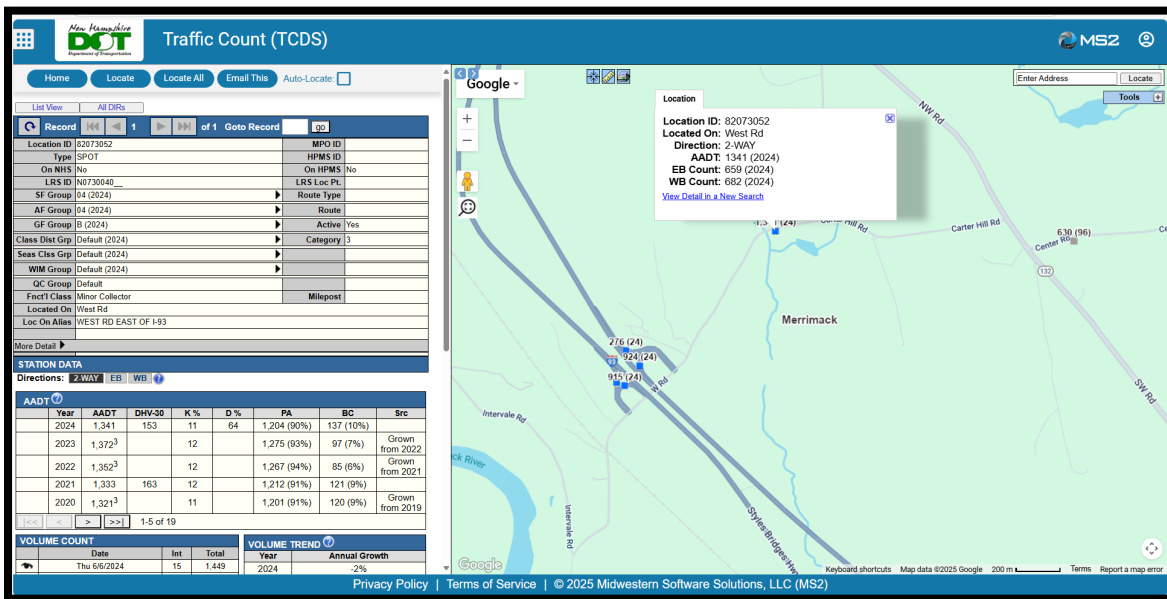 New Hampshire
DOT
Department of Transportation
Traffic Count (TCDS)
MS2
Home Locate Locate All Email This Auto-Locate:
List View All DIRs
Record 1 of 1 Goto Record go
Location ID 82073052 MPO ID
Type SPOT HPMS ID
On NHS No On HPMS No
LRS ID N0730040__ LRS Loc Pt.
SF Group 04 (2024) Route Type
AF Group 04 (2024) Route
GF Group B (2024) Active Yes
Class Dist Grp Default (2024) Category 3
Seas Clss Grp Default (2024)
WIM Group Default (2024)
QC Group Default
Fnct'l Class Minor Collector Milepost
Located On West Rd
Loc On Alias WEST RD EAST OF I-93
More Detail
STATION DATA
Directions: 2-WAY EB WB
AADT
Year AADT DHV-30 K % D % PA BC Src
2024 1,341 153 11 64 1,204 (90%) 137 (10%)
2023 1,372³ 12 1,275 (93%) 97 (7%) Grown from 2022
2022 1,352³ 12 1,267 (94%) 85 (6%) Grown from 2021
2021 1,333 163 12 1,212 (91%) 121 (9%)
2020 1,321³ 11 1,201 (91%) 120 (9%) Grown from 2019
|<< < > >>| 1-5 of 19
VOLUME COUNT
Date Int Total
Thu 6/6/2024 15 1,449
VOLUME TREND
Year Annual Growth
2024 -2%
Google
Enter Address Locate
Tools
Location
Location ID: 82073052
Located On: West Rd
Direction: 2-WAY
AADT: 1341 (2024)
EB Count: 659 (2024)
WB Count: 682 (2024)
View Detail in a New Search
NW Rd
Carter Hill Rd
630 (96)
Center Rd
132
Merrimack
276 (24)
93
924 (24)
915 (24)
W Rd
Intervale Rd
SW Rd
Intervale Rd
Styles Bridges Hwy
Google
Keyboard shortcuts Map data ©2025 Google 200 m Terms Report a map error
Privacy Policy | Terms of Service | © 2025 Midwestern Software Solutions, LLC (MS2)